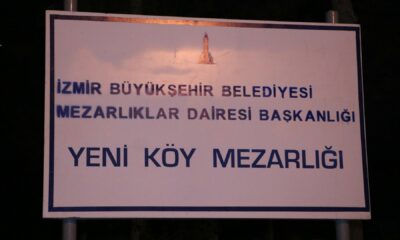 İZMİR BÜYÜKŞEHİR BELEDİYESİ
MEZARLIKLAR DAİRESİ BAŞKANLIĞI
YENİ KÖY MEZARLIĞI